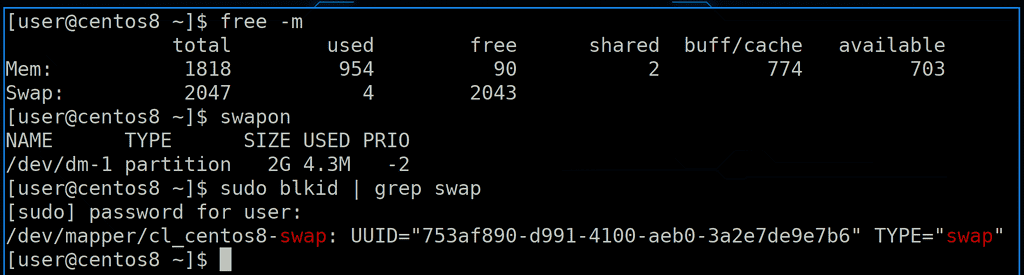 [user@centos8 ~]$ free -m
total used free shared buff/cache available
Mem: 1818 954 90 2 774 703
Swap: 2047 4 2043
[user@centos8 ~]$ swapon
NAME TYPE SIZE USED PRIO
/dev/dm-1 partition 2G 4.3M -2
[user@centos8 ~]$ sudo blkid | grep swap
[sudo] password for user:
/dev/mapper/cl_centos8-swap: UUID="753af890-d991-4100-aeb0-3a2e7de9e7b6" TYPE="swap"
[user@centos8 ~]$